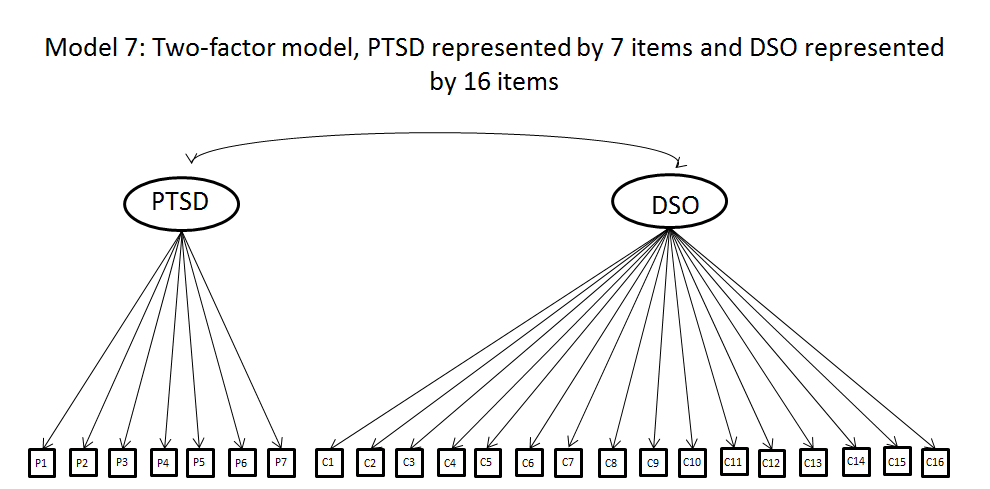 Model 7: Two-factor model, PTSD represented by 7 items and DSO represented
by 16 items
PTSD
DSO
P1 P2 P3 P4 P5 P6 P7 C1 C2 C3 C4 C5 C6 C7 C8 C9 C10 C11 C12 C13 C14 C15 C16